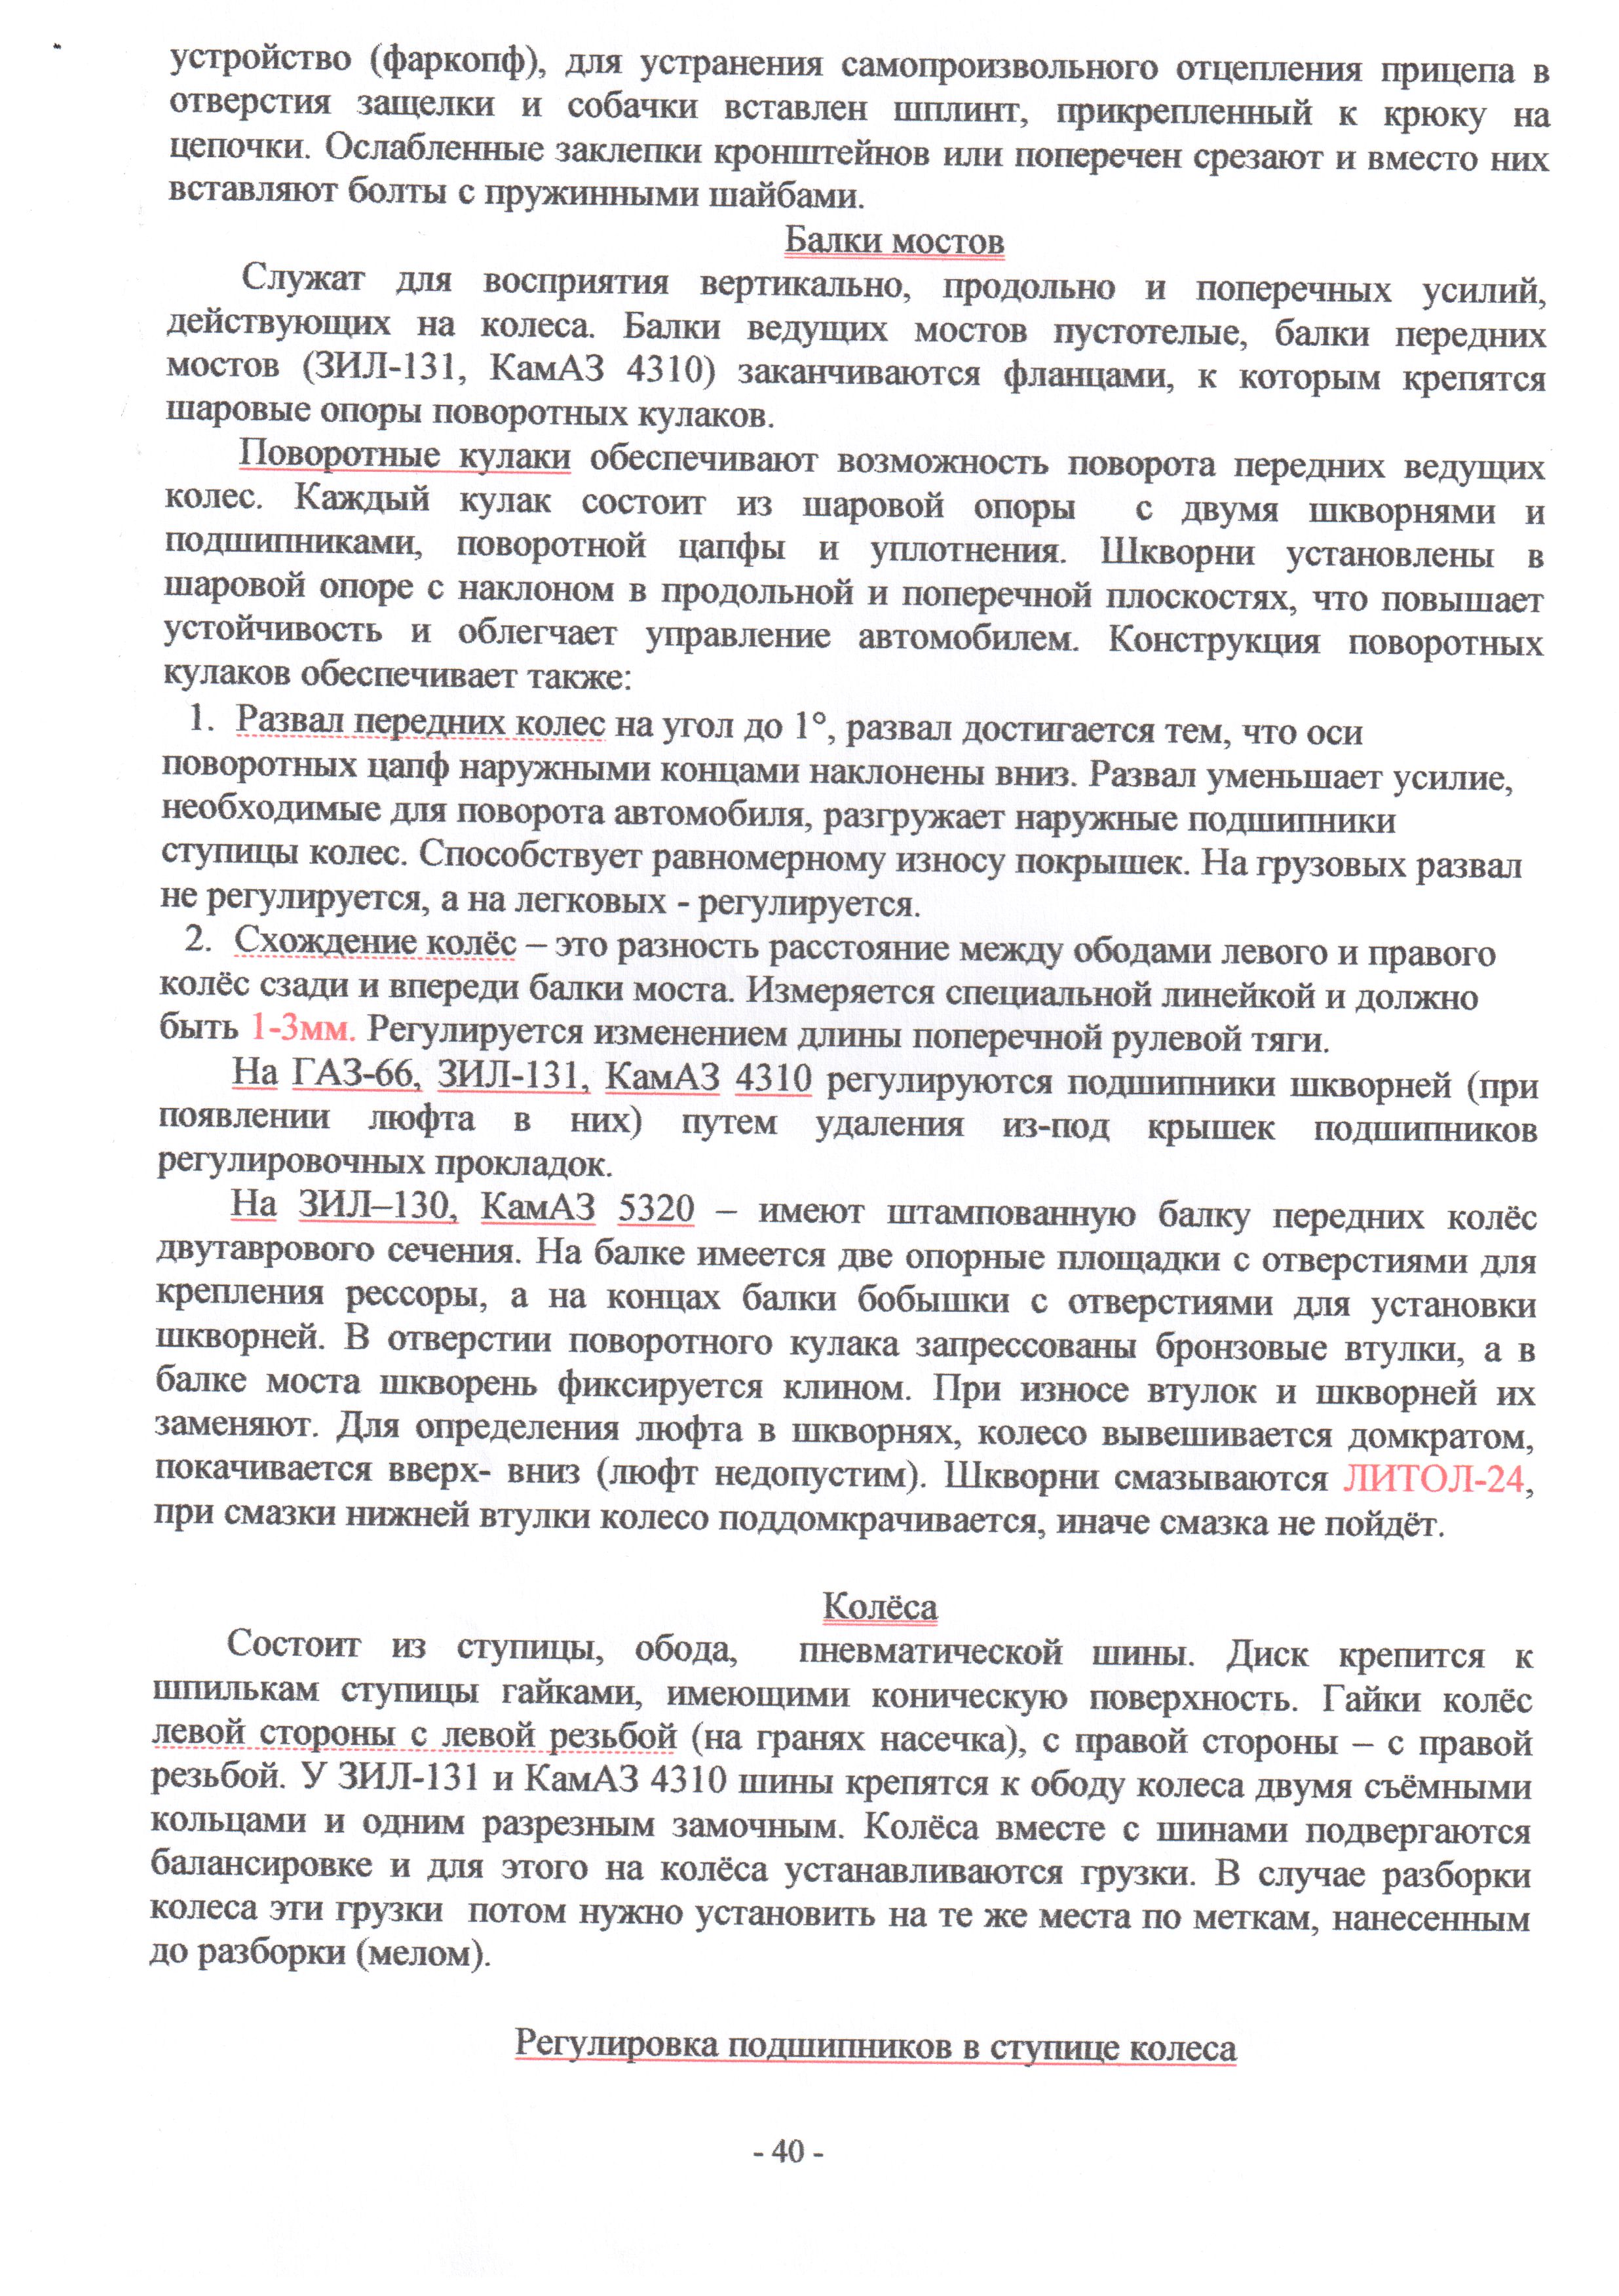 устройство (фаркопф), для устранения самопроизвольного отцепления прицепа в
отверстия защелки и собачки вставлен шплинт, прикрепленный к крюку на
цепочки. Ослабленные заклепки кронштейнов или поперечен срезают и вместо них
вставляют болты с пружинными шайбами.
Балки мостов
Служат для восприятия вертикально, продольно и поперечных усилий,
действующих на колеса. Балки ведущих мостов пустотелые, балки передних
мостов (ЗИЛ-131, КамАЗ 4310) заканчиваются фланцами, к которым крепятся
шаровые опоры поворотных кулаков.
Поворотные кулаки обеспечивают возможность поворота передних ведущих
колес. Каждый кулак состоит из шаровой опоры с двумя шкворнями и
подшипниками, поворотной цапфы и уплотнения. Шкворни установлены в
шаровой опоре с наклоном в продольной и поперечной плоскостях, что повышает
устойчивость и облегчает управление автомобилем. Конструкция поворотных
кулаков обеспечивает также:
1. Развал передних колес на угол до 1°, развал достигается тем, что оси
поворотных цапф наружными концами наклонены вниз. Развал уменьшает усилие,
необходимые для поворота автомобиля, разгружает наружные подшипники
ступицы колес. Способствует равномерному износу покрышек. На грузовых развал
не регулируется, а на легковых - регулируется.
2. Схождение колёс – это разность расстояние между ободами левого и правого
колёс сзади и впереди балки моста. Измеряется специальной линейкой и должно
быть 1-3мм. Регулируется изменением длины поперечной рулевой тяги.
На ГАЗ-66, ЗИЛ-131, КамАЗ 4310 регулируются подшипники шкворней (при
появлении люфта в них) путем удаления из-под крышек подшипников
регулировочных прокладок.
На ЗИЛ–130, КамАЗ 5320 – имеют штампованную балку передних колёс
двутаврового сечения. На балке имеется две опорные площадки с отверстиями для
крепления рессоры, а на концах балки бобышки с отверстиями для установки
шкворней. В отверстии поворотного кулака запрессованы бронзовые втулки, а в
балке моста шкворень фиксируется клином. При износе втулок и шкворней их
заменяют. Для определения люфта в шкворнях, колесо вывешивается домкратом,
покачивается вверх- вниз (люфт недопустим). Шкворни смазываются ЛИТОЛ-24,
при смазки нижней втулки колесо поддомкрачивается, иначе смазка не пойдёт.
Колёса
Состоит из ступицы, обода, пневматической шины. Диск крепится к
шпилькам ступицы гайками, имеющими коническую поверхность. Гайки колёс
левой стороны с левой резьбой (на гранях насечка), с правой стороны – с правой
резьбой. У ЗИЛ-131 и КамАЗ 4310 шины крепятся к ободу колеса двумя съёмными
кольцами и одним разрезным замочным. Колёса вместе с шинами подвергаются
балансировке и для этого на колёса устанавливаются грузки. В случае разборки
колеса эти грузки потом нужно установить на те же места по меткам, нанесенным
до разборки (мелом).
Регулировка подшипников в ступице колеса
- 40 -